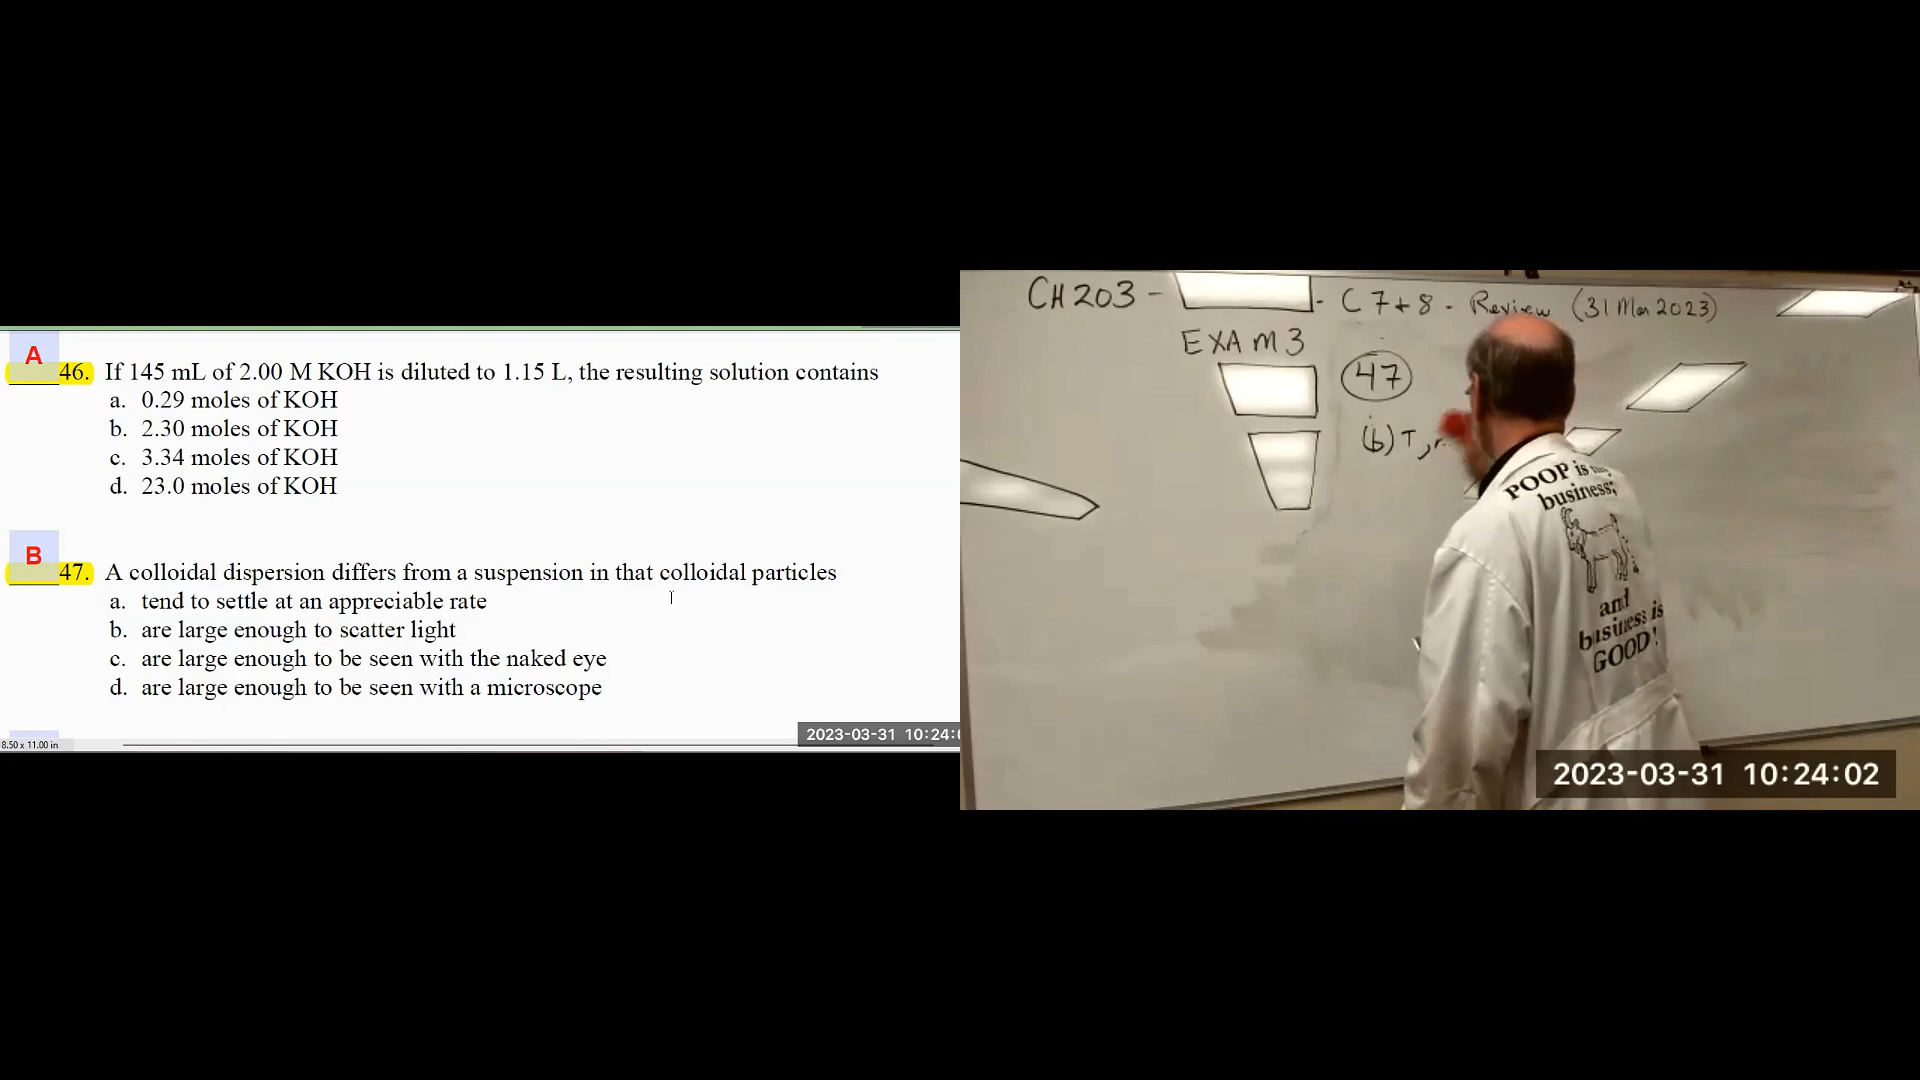 A
46. If 145 mL of 2.00 M KOH is diluted to 1.15 L, the resulting solution contains
a. 0.29 moles of KOH
b. 2.30 moles of KOH
c. 3.34 moles of KOH
d. 23.0 moles of KOH
B
47. A colloidal dispersion differs from a suspension in that colloidal particles
a. tend to settle at an appreciable rate
b. are large enough to scatter light
c. are large enough to be seen with the naked eye
d. are large enough to be seen with a microscope
8.50 x 11.00 in
2023-03-31 10:24:0
CH 203 - - C 7+8 - Review (31 Mar 2023)
EXAM 3
47
(b) T,
POOP is my
business;
and
business is
GOOD!
2023-03-31 10:24:02